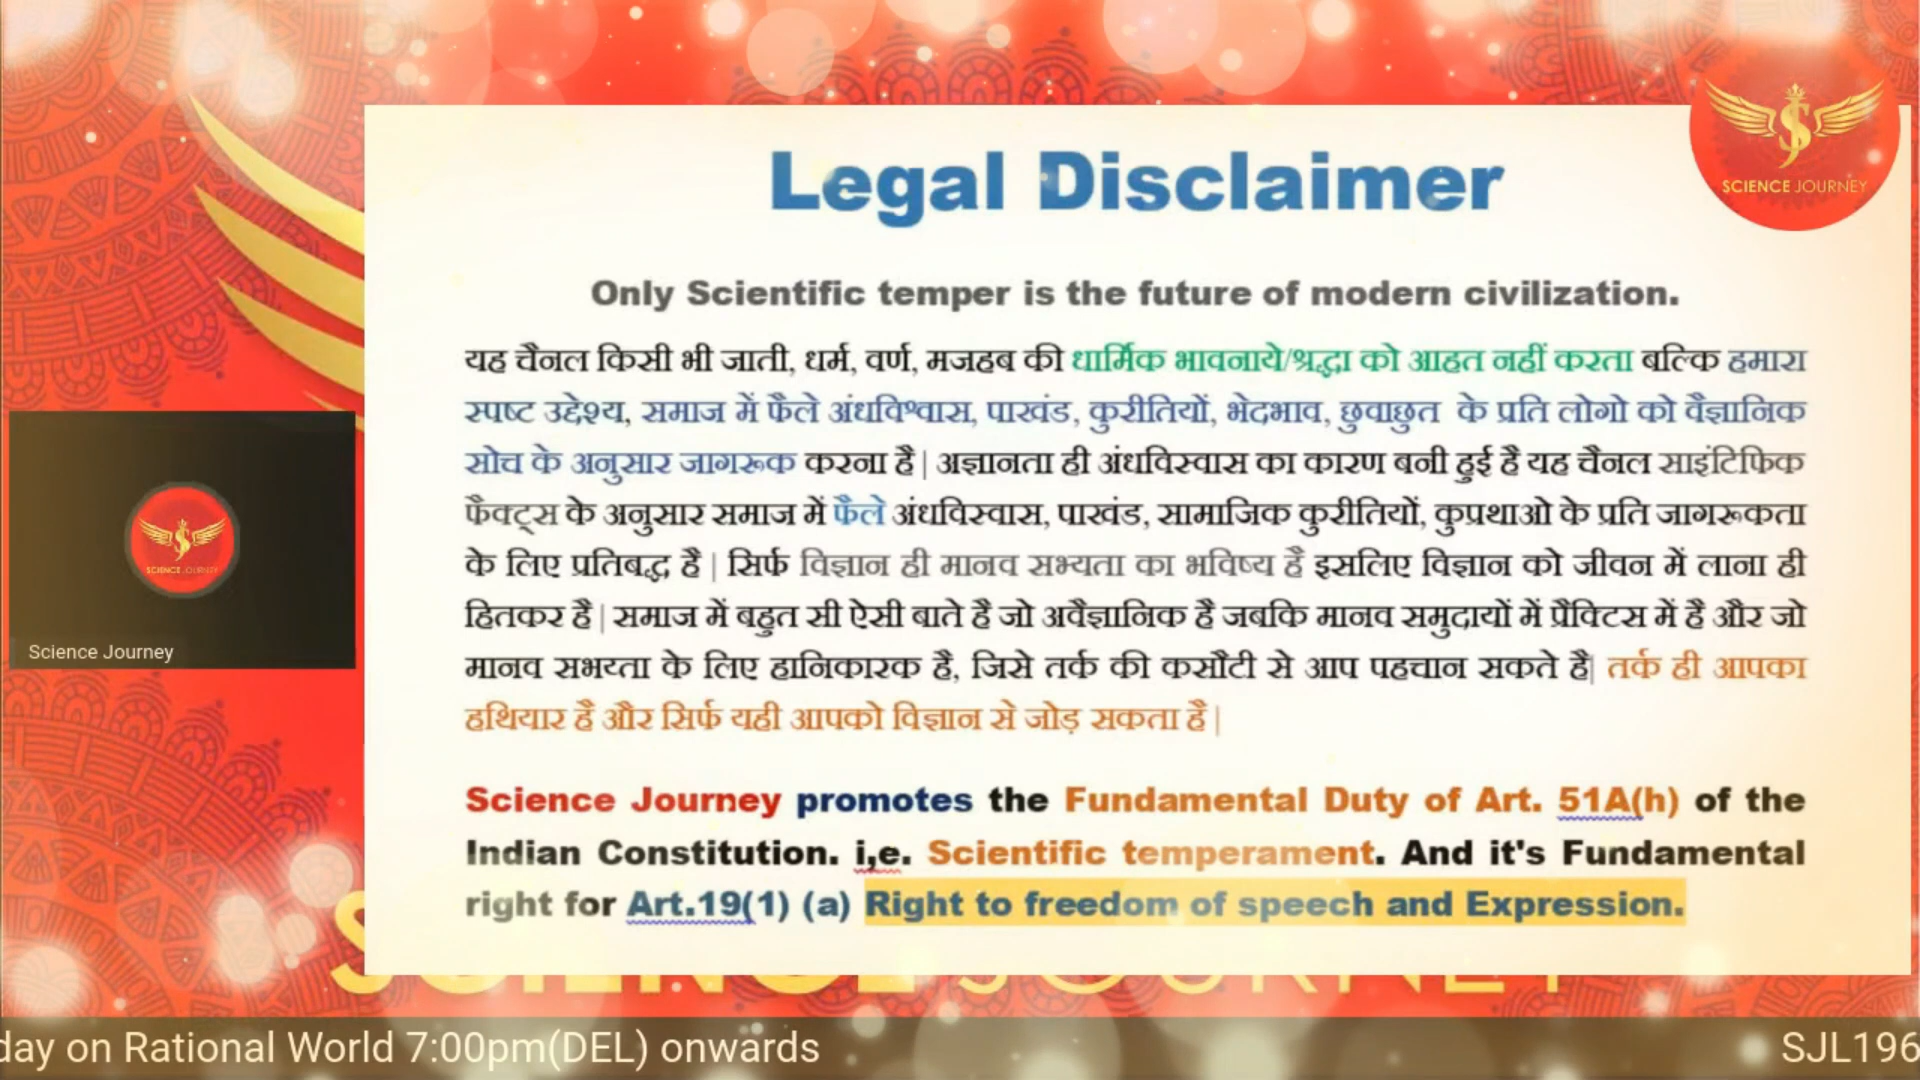 Legal Disclaimer
SCIENCE JOURNEY
Only Scientific temper is the future of modern civilization.
यह चैनल किसी भी जाती, धर्म, वर्ण, मजहब की धार्मिक भावनाये/श्रद्धा को आहत नहीं करता बल्कि हमारा
स्पष्ट उद्देश्य, समाज में फैले अंधविश्वास, पाखंड, कुरीतियों, भेदभाव, छुवाछुत के प्रति लोगो को वैज्ञानिक
सोच के अनुसार जागरूक करना है | अज्ञानता ही अंधविस्वास का कारण बनी हुई है यह चैनल साइंटिफिक
फैक्ट्स के अनुसार समाज में फैले अंधविस्वास, पाखंड, सामाजिक कुरीतियों, कुप्रथाओ के प्रति जागरूकता
के लिए प्रतिबद्ध है | सिर्फ विज्ञान ही मानव सभ्यता का भविष्य है इसलिए विज्ञान को जीवन में लाना ही
हितकर है | समाज में बहुत सी ऐसी बाते है जो अवैज्ञानिक है जबकि मानव समुदायों में प्रैक्टिस में है और जो
मानव सभय्ता के लिए हानिकारक है, जिसे तर्क की कसौटी से आप पहचान सकते है| तर्क ही आपका
हथियार है और सिर्फ यही आपको विज्ञान से जोड़ सकता है |
Science Journey promotes the Fundamental Duty of Art. 51A(h) of the
Indian Constitution. i,e. Scientific temperament. And it's Fundamental
right for Art.19(1) (a) Right to freedom of speech and Expression.
SCIENCE JOURNEY
Science Journey
SCIENCE JOURNEY
day on Rational World 7:00pm(DEL) onwards
SJL196